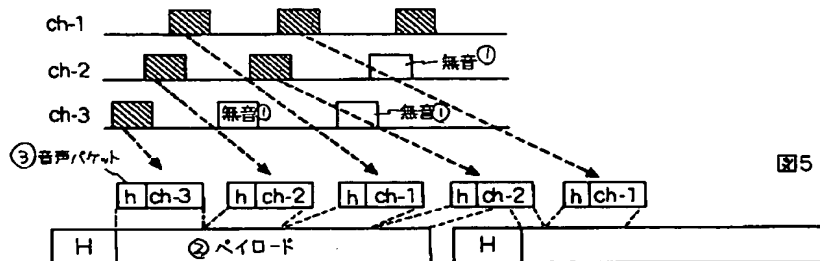 ch-1
ch-2
無音①
ch-3
無音①
無音①
③音声パケット
図5
h ch-3
h ch-2
h ch-1
h ch-2
h ch-1
H
②ペイロード
H